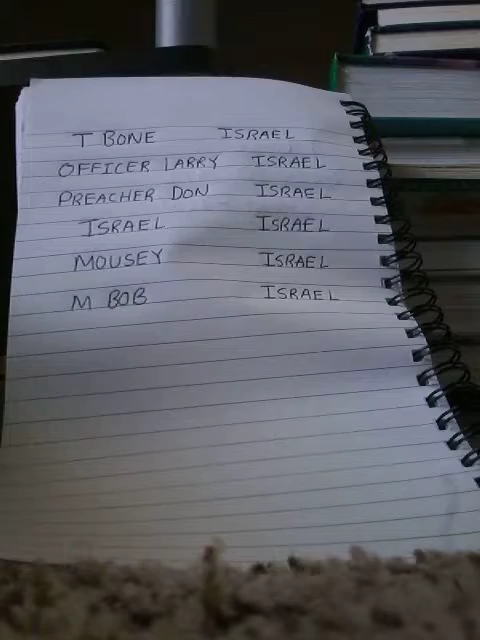 T BONE ISRAEL
OFFICER LARRY ISRAEL
PREACHER DON ISRAEL
ISRAEL ISRAEL
MOUSEY ISRAEL
M BOB ISRAEL